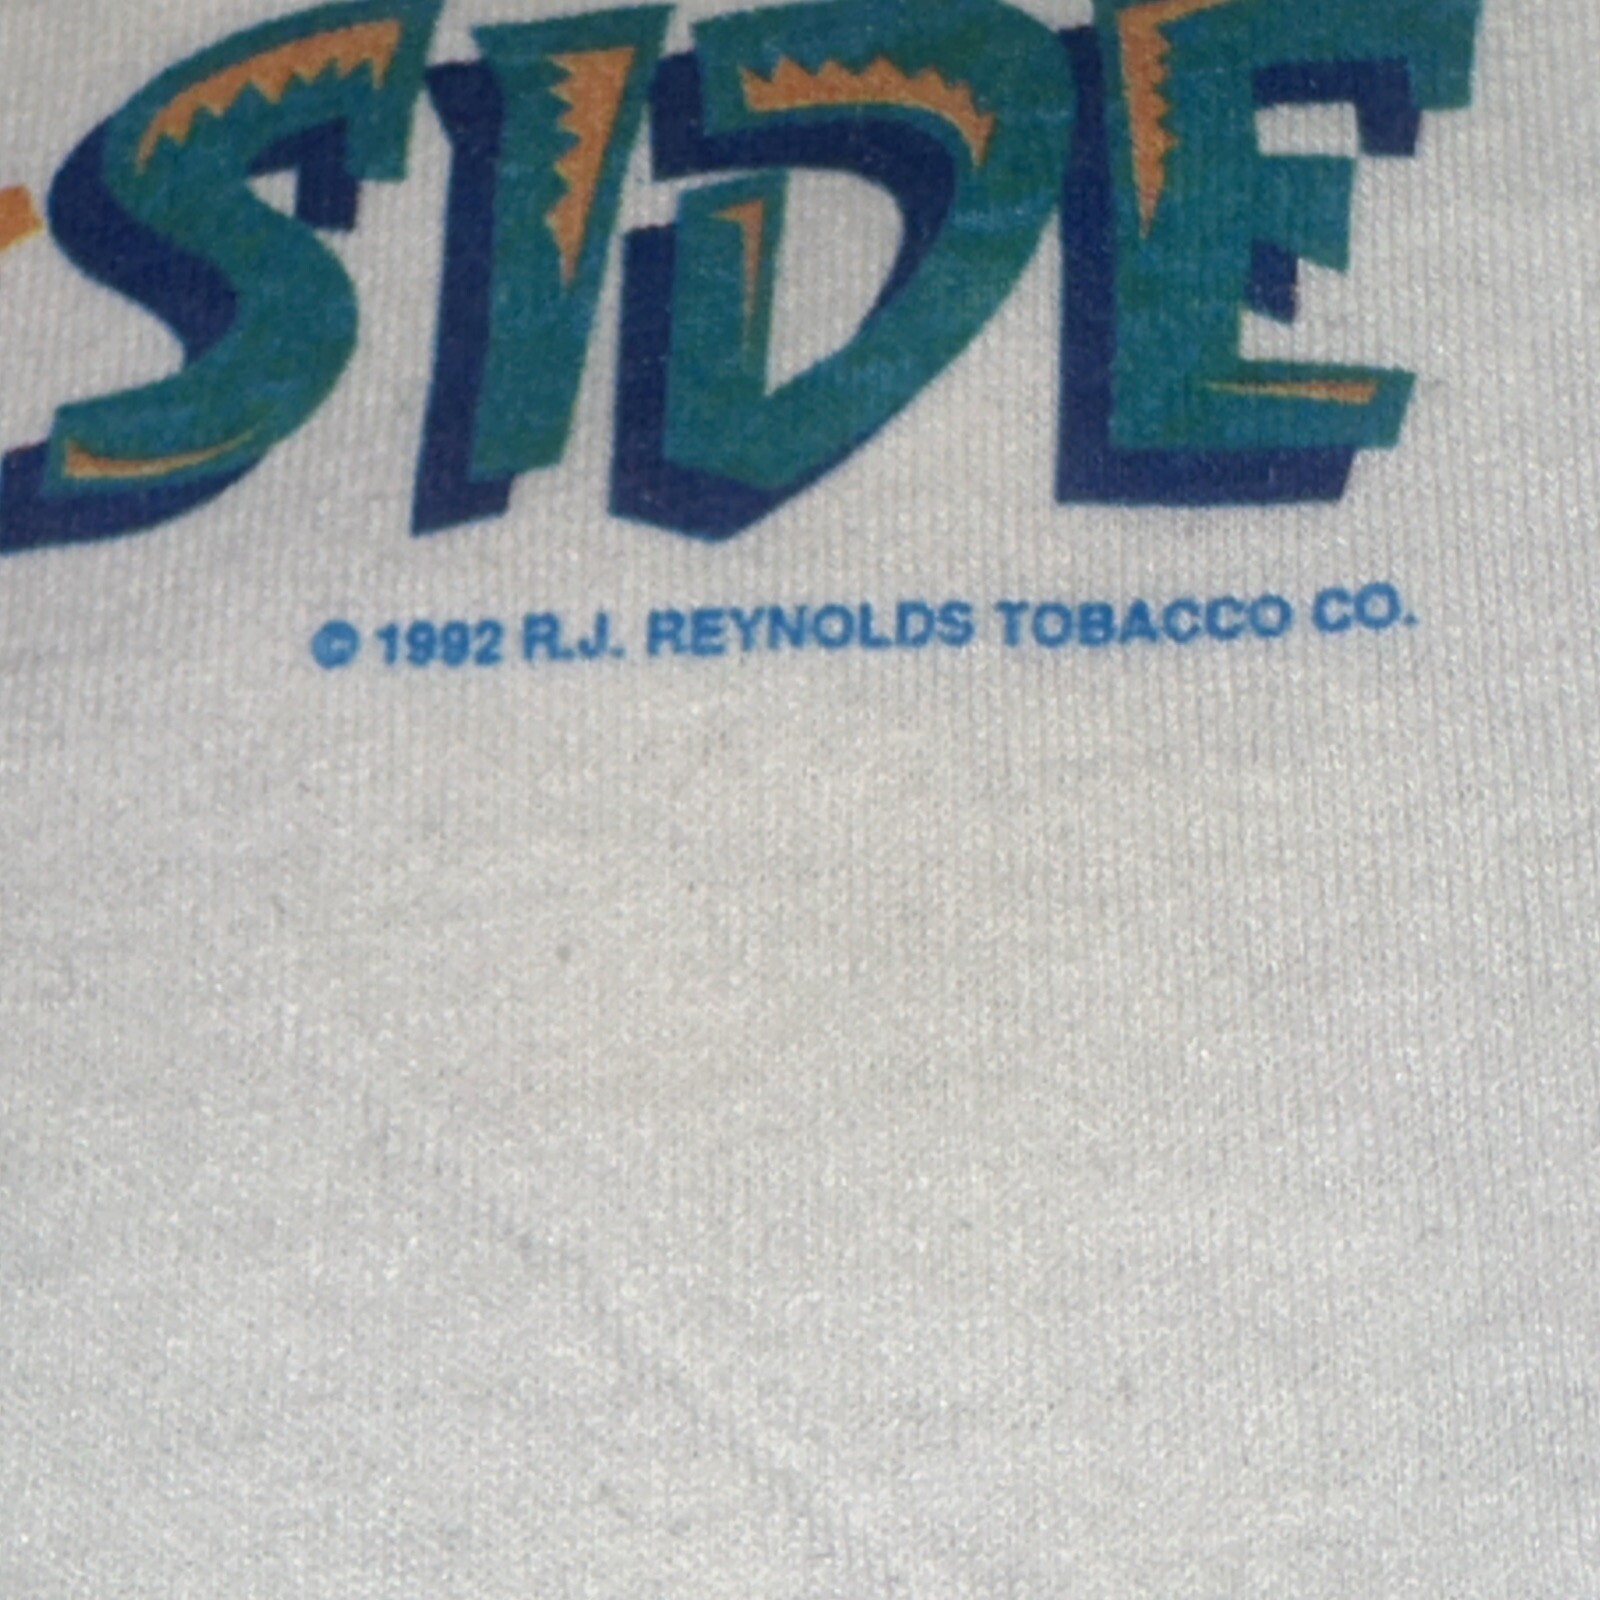 SIDE
© 1992 R.J. REYNOLDS TOBACCO CO.